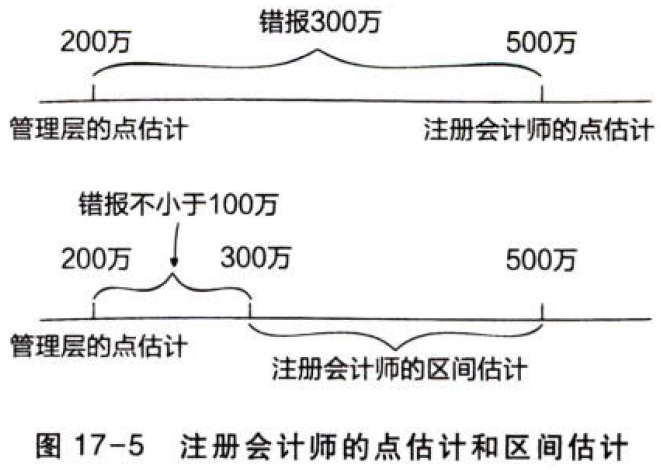 错报300万
200万 500万
管理层的点估计 注册会计师的点估计
错报不小于100万
200万 300万 500万
管理层的点估计
注册会计师的区间估计
图 17-5 注册会计师的点估计和区间估计